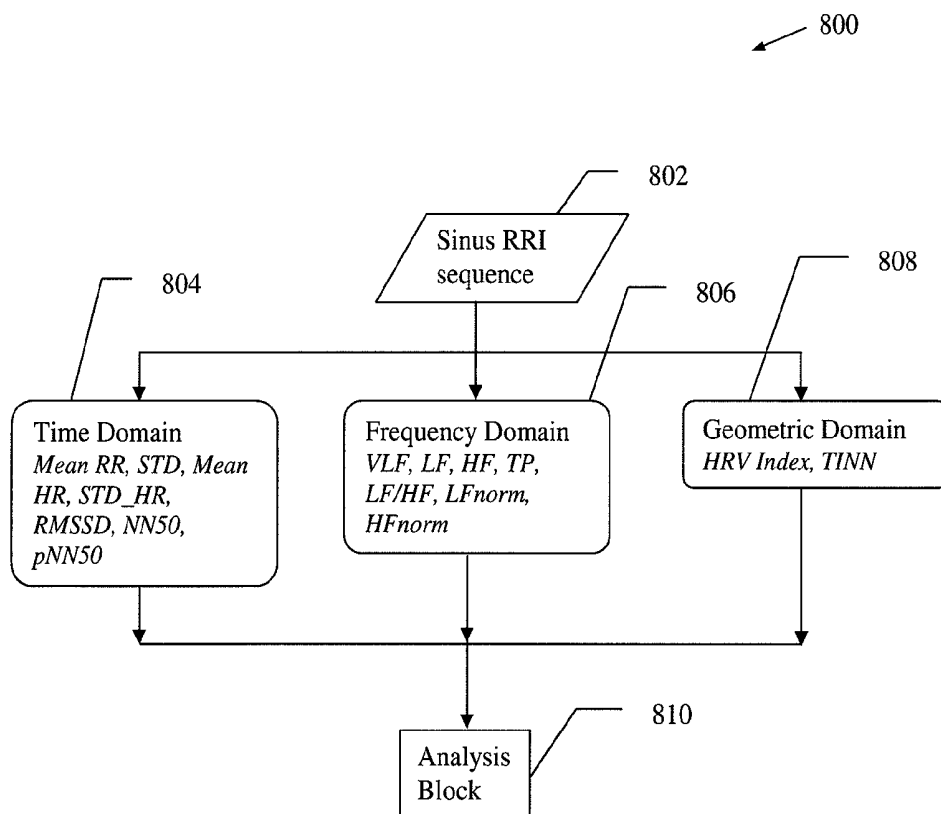 800
802
Sinus RRI
sequence
804
806
808
Time Domain
Mean RR, STD, Mean
HR, STD_HR,
RMSSD, NN50,
pNN50
Frequency Domain
VLF, LF, HF, TP,
LF/HF, LFnorm,
HFnorm
Geometric Domain
HRV Index, TINN
810
Analysis
Block